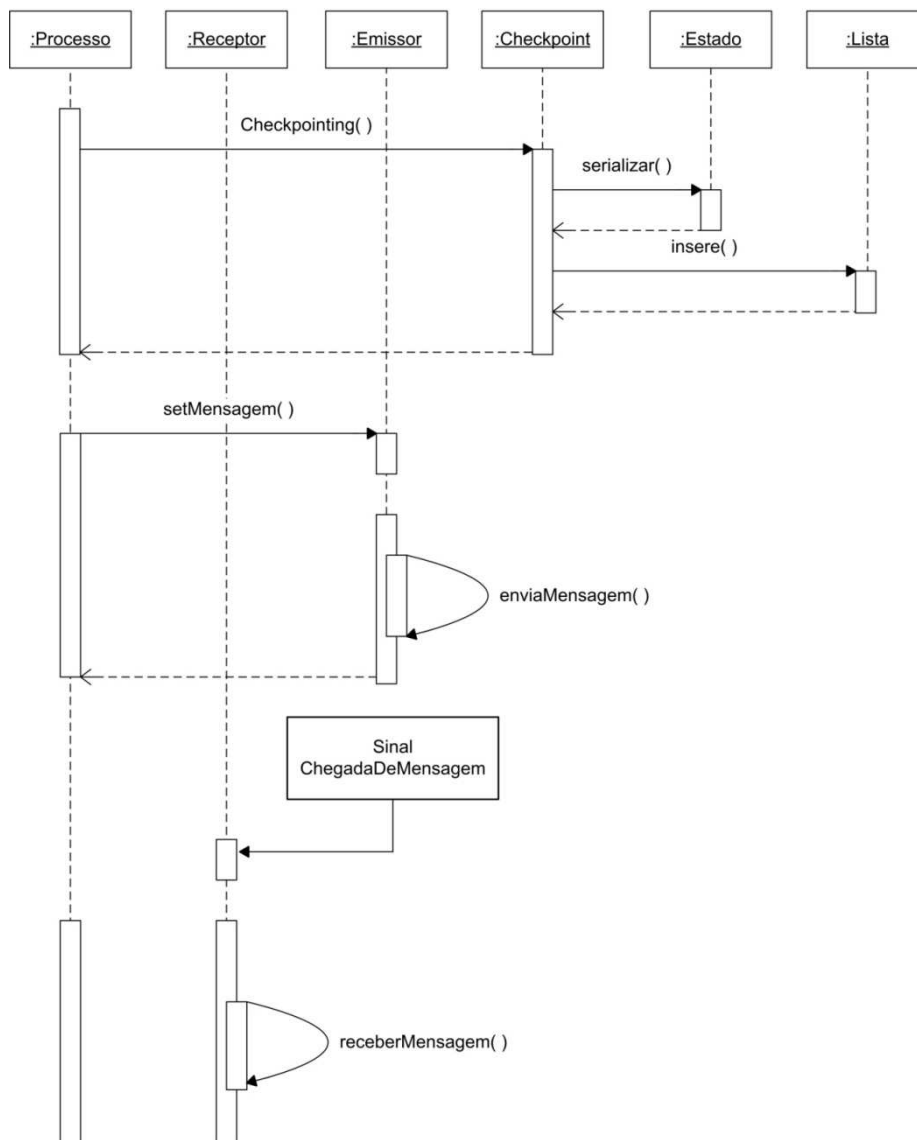 :Processo
:Receptor
:Emissor
:Checkpoint
:Estado
:Lista
Checkpointing( )
serializar( )
insere( )
setMensagem( )
enviaMensagem( )
Sinal
ChegadaDeMensagem
receberMensagem( )